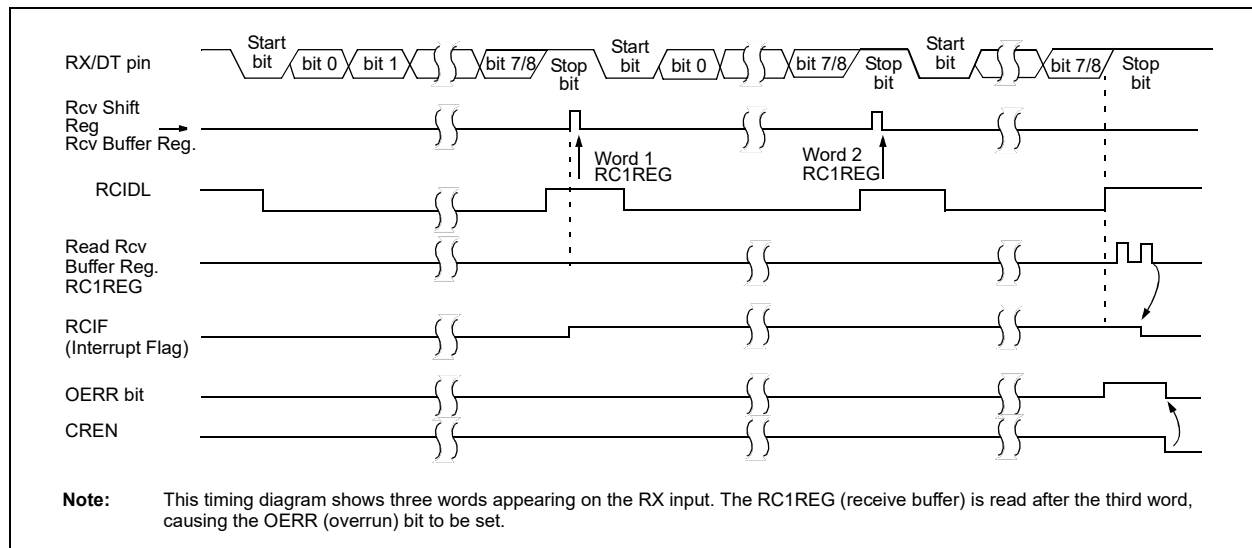 Start bit bit 0 bit 1 bit 7/8 Stop bit Start bit bit 0 bit 7/8 Stop bit Start bit bit 7/8 Stop bit
RX/DT pin
Rcv Shift
Reg
Rcv Buffer Reg.
Word 1
RC1REG
Word 2
RC1REG
RCIDL
Read Rcv
Buffer Reg.
RC1REG
RCIF
(Interrupt Flag)
OERR bit
CREN
Note: This timing diagram shows three words appearing on the RX input. The RC1REG (receive buffer) is read after the third word,
causing the OERR (overrun) bit to be set.